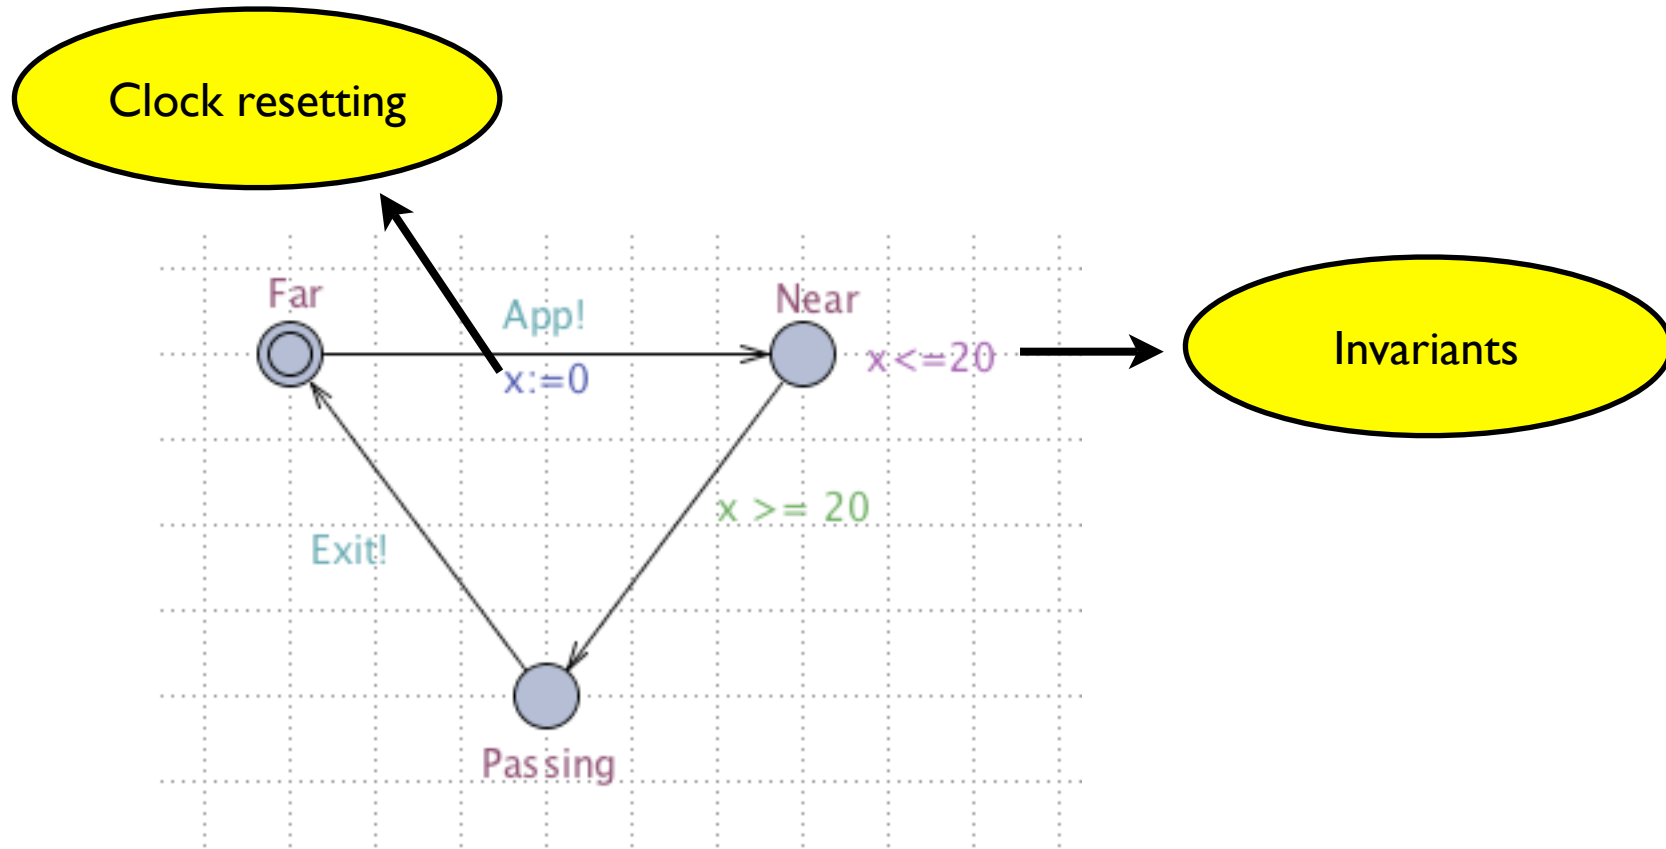 Clock resetting
Far
App!
Near
x:=0
x<=20
Invariants
x >= 20
Exit!
Passing